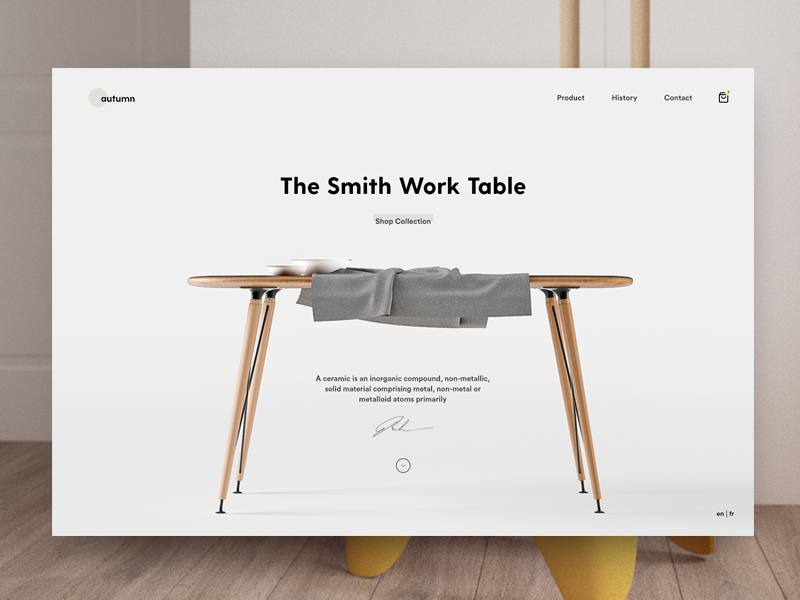 autumn
Product
History
Contact
The Smith Work Table
Shop Collection
A ceramic is an inorganic compound, non-metallic,
solid material comprising metal, non-metal or
metalloid atoms primarily
en | fr